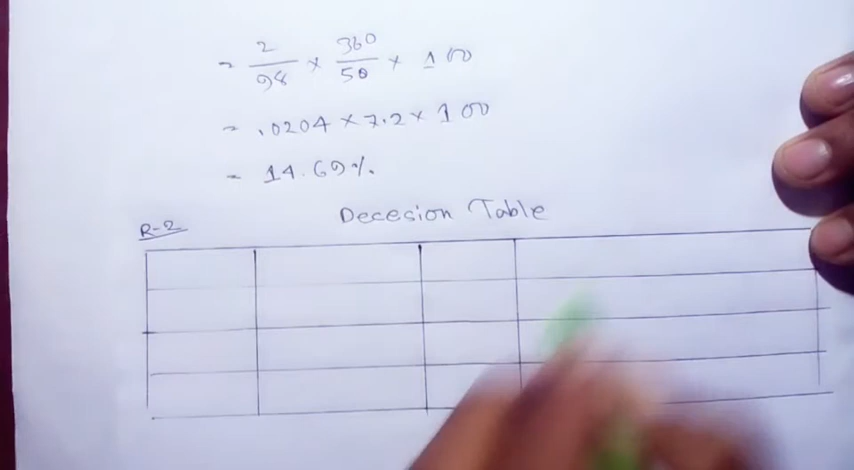 = 2/98 × 360/50 × 100
= .0204 × 7.2 × 100
= 14.69%
R-2
Decesion Table